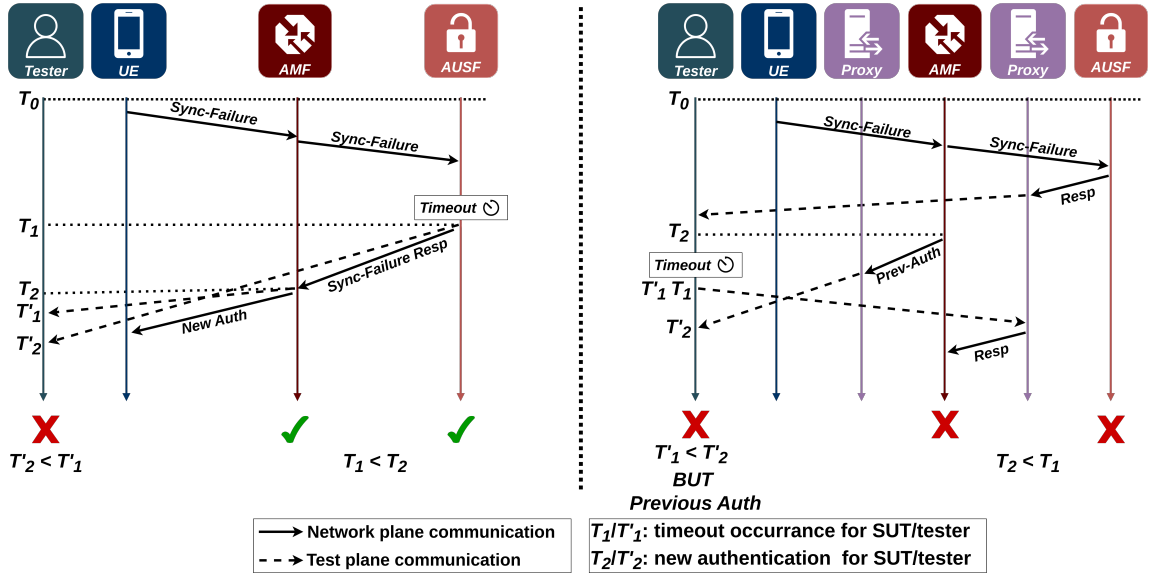 Tester
UE
AMF
AUSF
T0
Sync-Failure
Sync-Failure
Timeout
T1
Sync-Failure Resp
T2
T'1
New Auth
T'2
T'2 < T'1
T1 < T2
Tester
UE
Proxy
AMF
Proxy
AUSF
T0
Sync-Failure
Sync-Failure
Resp
T2
Prev-Auth
Timeout
T'1 T1
T'2
Resp
T'1 < T'2
BUT
Previous Auth
T2 < T1
Network plane communication
Test plane communication
T1/T'1: timeout occurrance for SUT/tester
T2/T'2: new authentication for SUT/tester